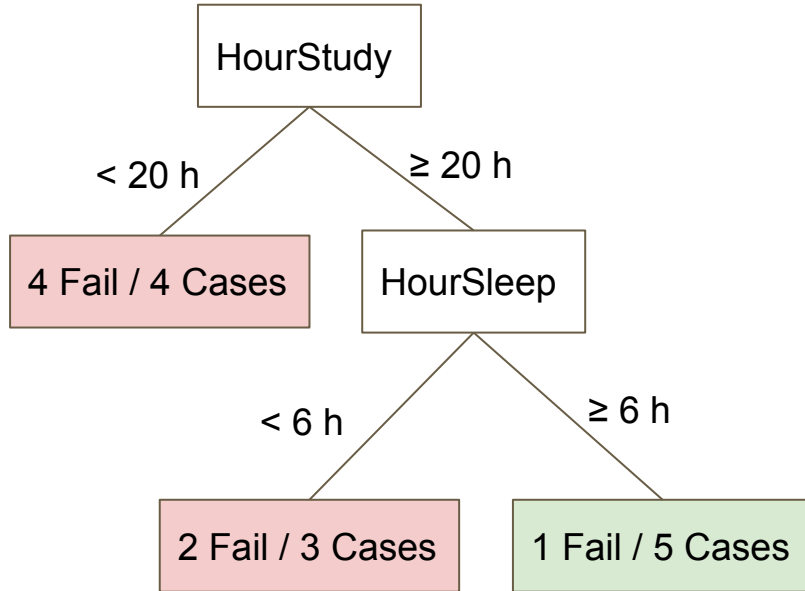 HourStudy
< 20 h
≥ 20 h
4 Fail / 4 Cases
HourSleep
< 6 h
≥ 6 h
2 Fail / 3 Cases
1 Fail / 5 Cases